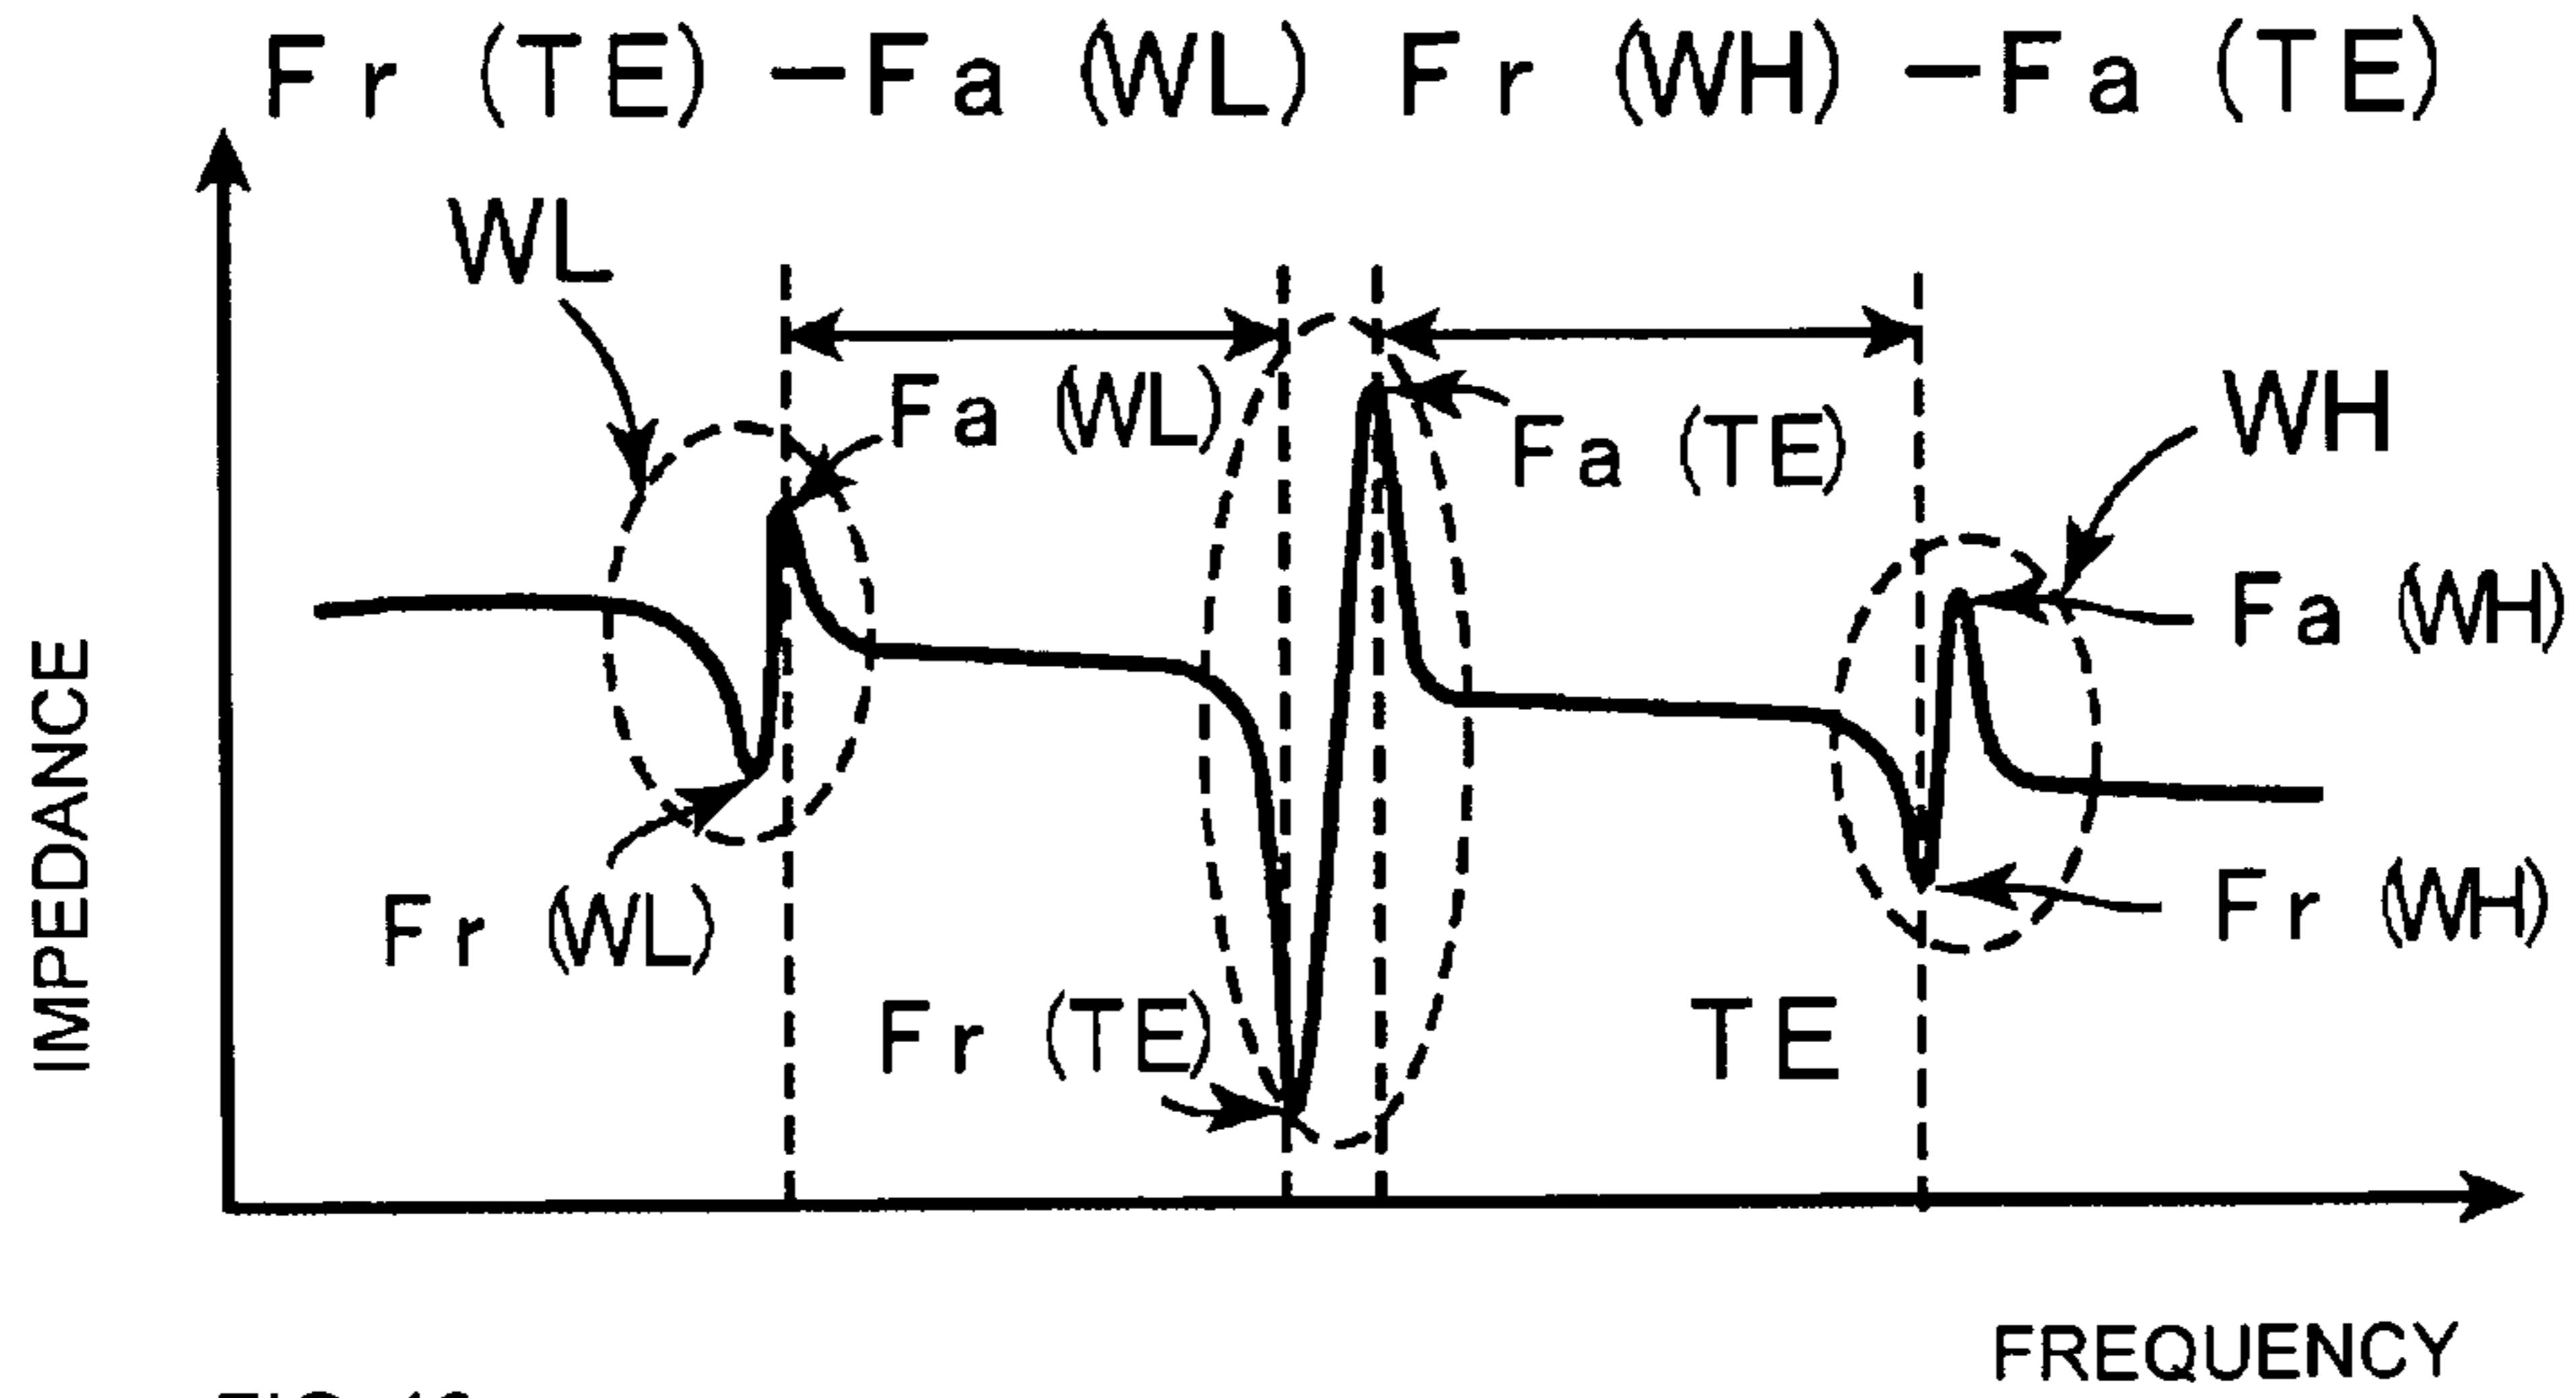 Fr (TE) −Fa (WL) Fr (WH) −Fa (TE)
WL
Fa (WL)
Fa (TE)
WH
Fa (WH)
Fr (WL)
Fr (WH)
Fr (TE)
TE
IMPEDANCE
FREQUENCY